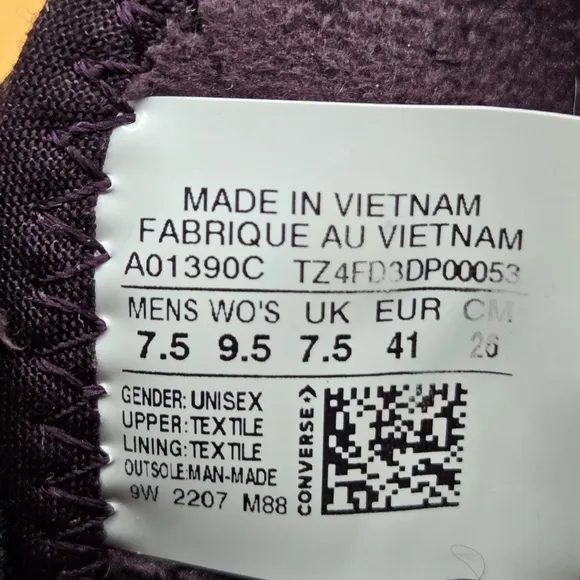 MADE IN VIETNAM
FABRIQUE AU VIETNAM
A01390C TZ4FD3DP00053
MENS WO'S UK EUR CM
7.5 9.5 7.5 41 26
GENDER: UNISEX
UPPER: TEXTILE
LINING: TEXTILE
OUTSOLE: MAN-MADE
9W 2207 M88
CONVERSE